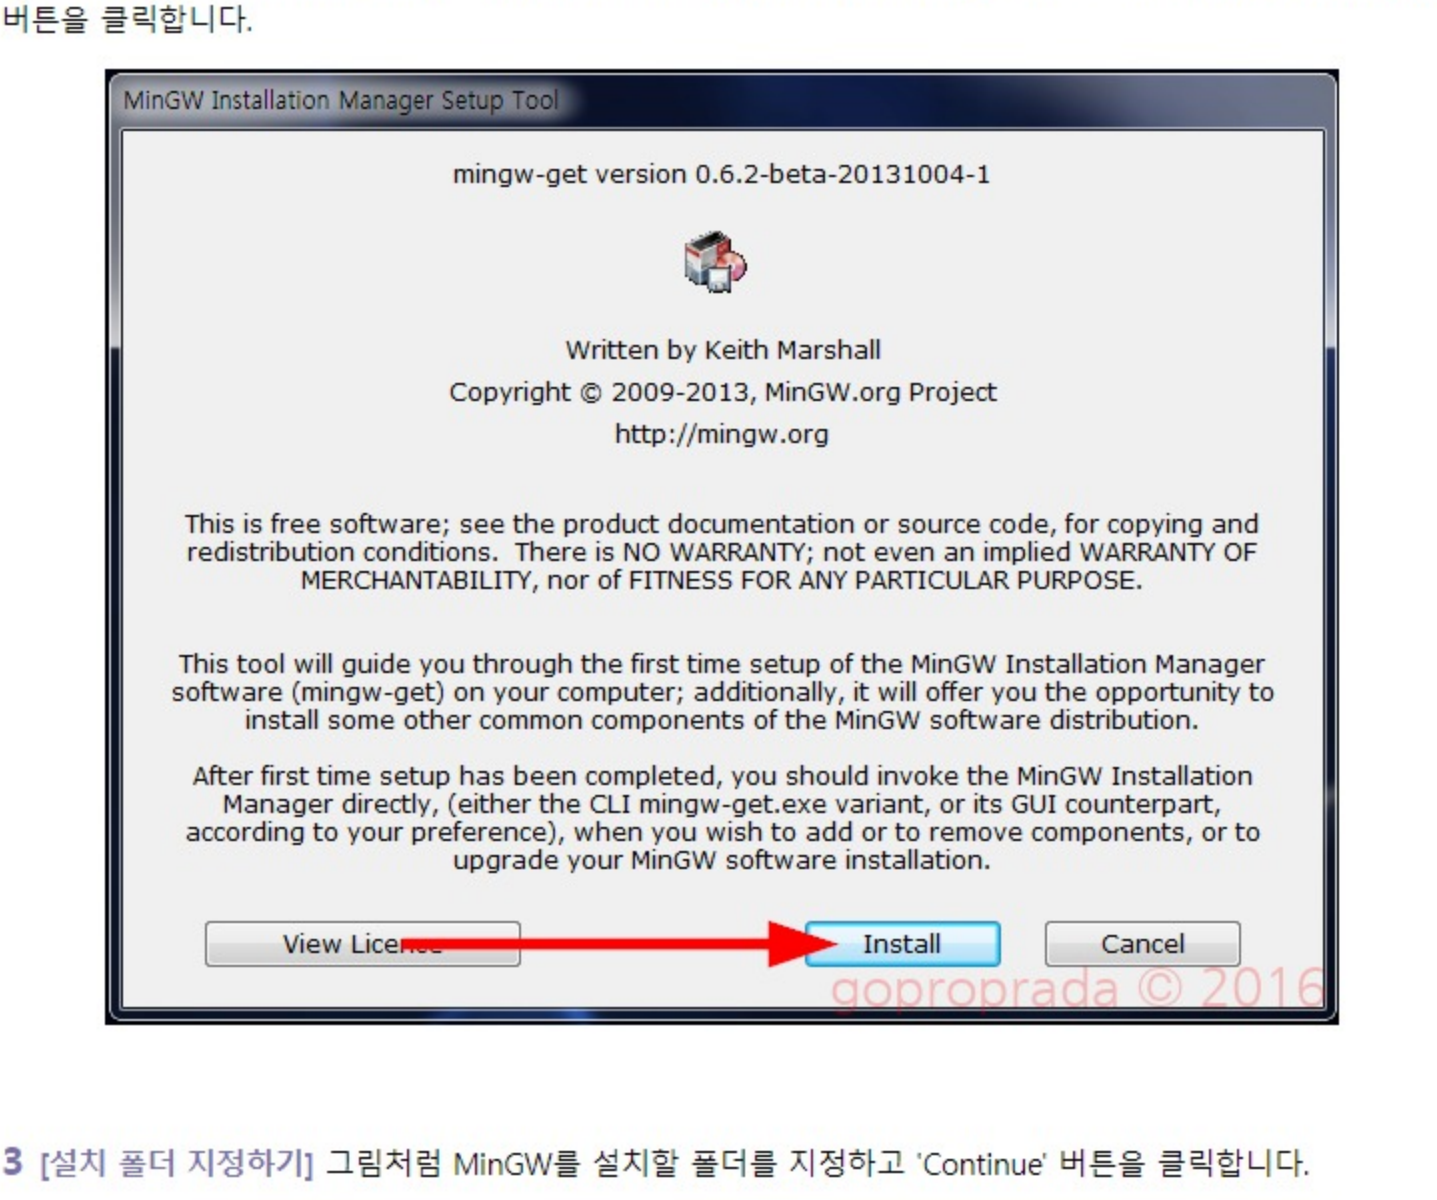 버튼을 클릭합니다.
MinGW Installation Manager Setup Tool
mingw-get version 0.6.2-beta-20131004-1
Written by Keith Marshall
Copyright © 2009-2013, MinGW.org Project
http://mingw.org
This is free software; see the product documentation or source code, for copying and
redistribution conditions.  There is NO WARRANTY; not even an implied WARRANTY OF
MERCHANTABILITY, nor of FITNESS FOR ANY PARTICULAR PURPOSE.
This tool will guide you through the first time setup of the MinGW Installation Manager
software (mingw-get) on your computer; additionally, it will offer you the opportunity to
install some other common components of the MinGW software distribution.
After first time setup has been completed, you should invoke the MinGW Installation
Manager directly, (either the CLI mingw-get.exe variant, or its GUI counterpart,
according to your preference), when you wish to add or to remove components, or to
upgrade your MinGW software installation.
View Licence Install Cancel
goproprada © 2016
3 [설치 폴더 지정하기] 그림처럼 MinGW를 설치할 폴더를 지정하고 'Continue' 버튼을 클릭합니다.